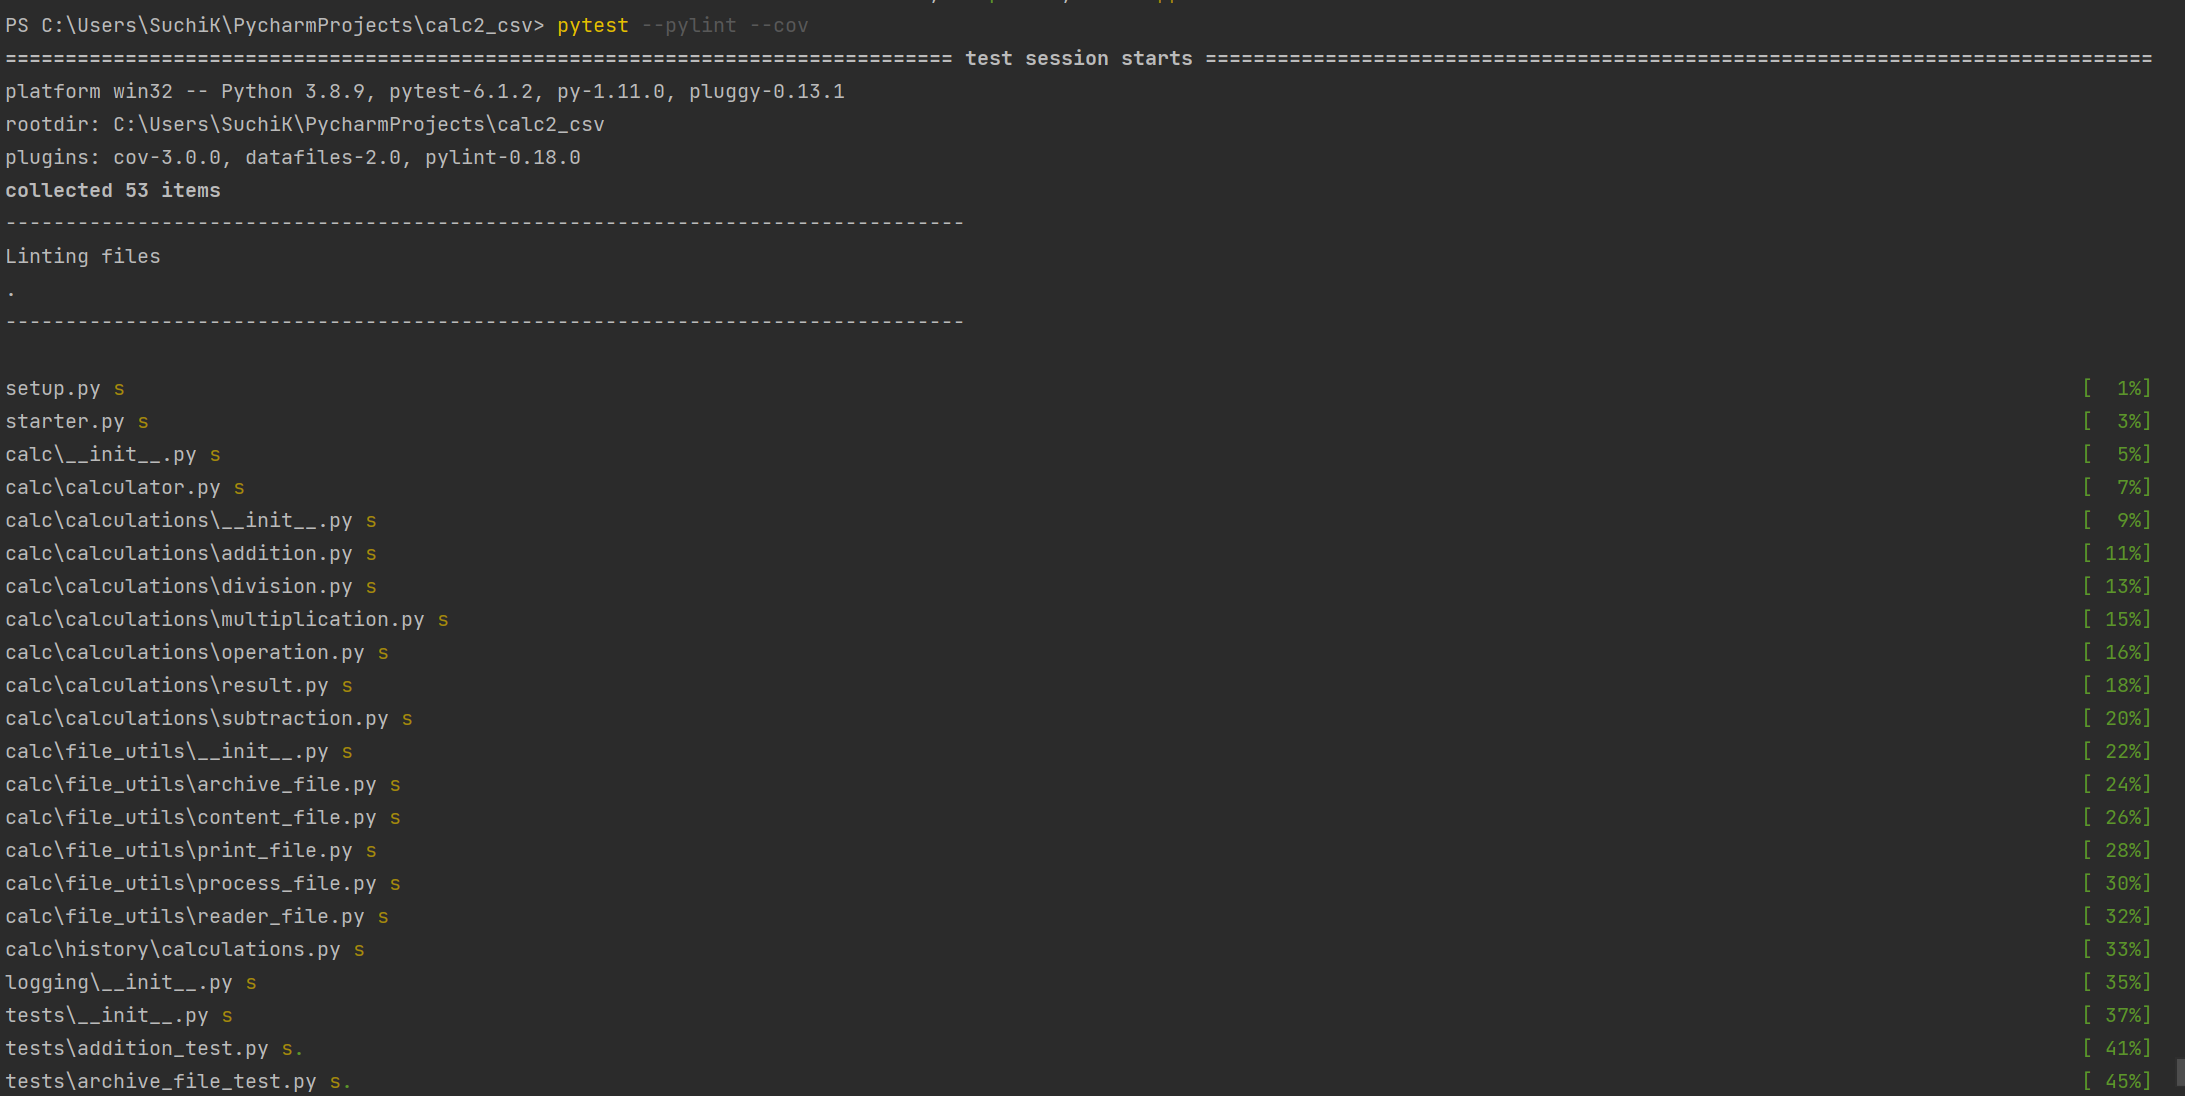 PS C:\Users\SuchiK\PycharmProjects\calc2_csv> pytest --pylint --cov
=============================================================================== test session starts ===============================================================================
platform win32 -- Python 3.8.9, pytest-6.1.2, py-1.11.0, pluggy-0.13.1
rootdir: C:\Users\SuchiK\PycharmProjects\calc2_csv
plugins: cov-3.0.0, datafiles-2.0, pylint-0.18.0
collected 53 items
--------------------------------------------------------------------------------
Linting files
.
--------------------------------------------------------------------------------
setup.py s [  1%]
starter.py s [  3%]
calc\__init__.py s [  5%]
calc\calculator.py s [  7%]
calc\calculations\__init__.py s [  9%]
calc\calculations\addition.py s [ 11%]
calc\calculations\division.py s [ 13%]
calc\calculations\multiplication.py s [ 15%]
calc\calculations\operation.py s [ 16%]
calc\calculations\result.py s [ 18%]
calc\calculations\subtraction.py s [ 20%]
calc\file_utils\__init__.py s [ 22%]
calc\file_utils\archive_file.py s [ 24%]
calc\file_utils\content_file.py s [ 26%]
calc\file_utils\print_file.py s [ 28%]
calc\file_utils\process_file.py s [ 30%]
calc\file_utils\reader_file.py s [ 32%]
calc\history\calculations.py s [ 33%]
logging\__init__.py s [ 35%]
tests\__init__.py s [ 37%]
tests\addition_test.py s. [ 41%]
tests\archive_file_test.py s. [ 45%]